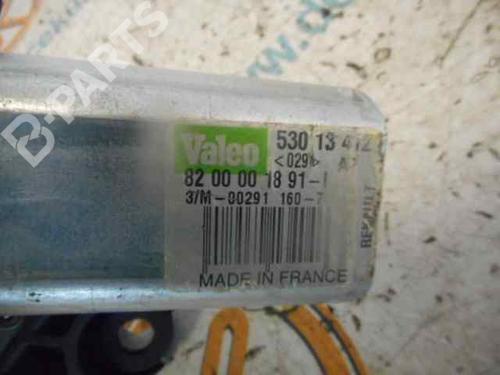 B-PARTS
Valeo 530 13 412
<029> A2
82 00 00 18 91-
3/M-00291 160-7
RENAULT
MADE IN FRANCE